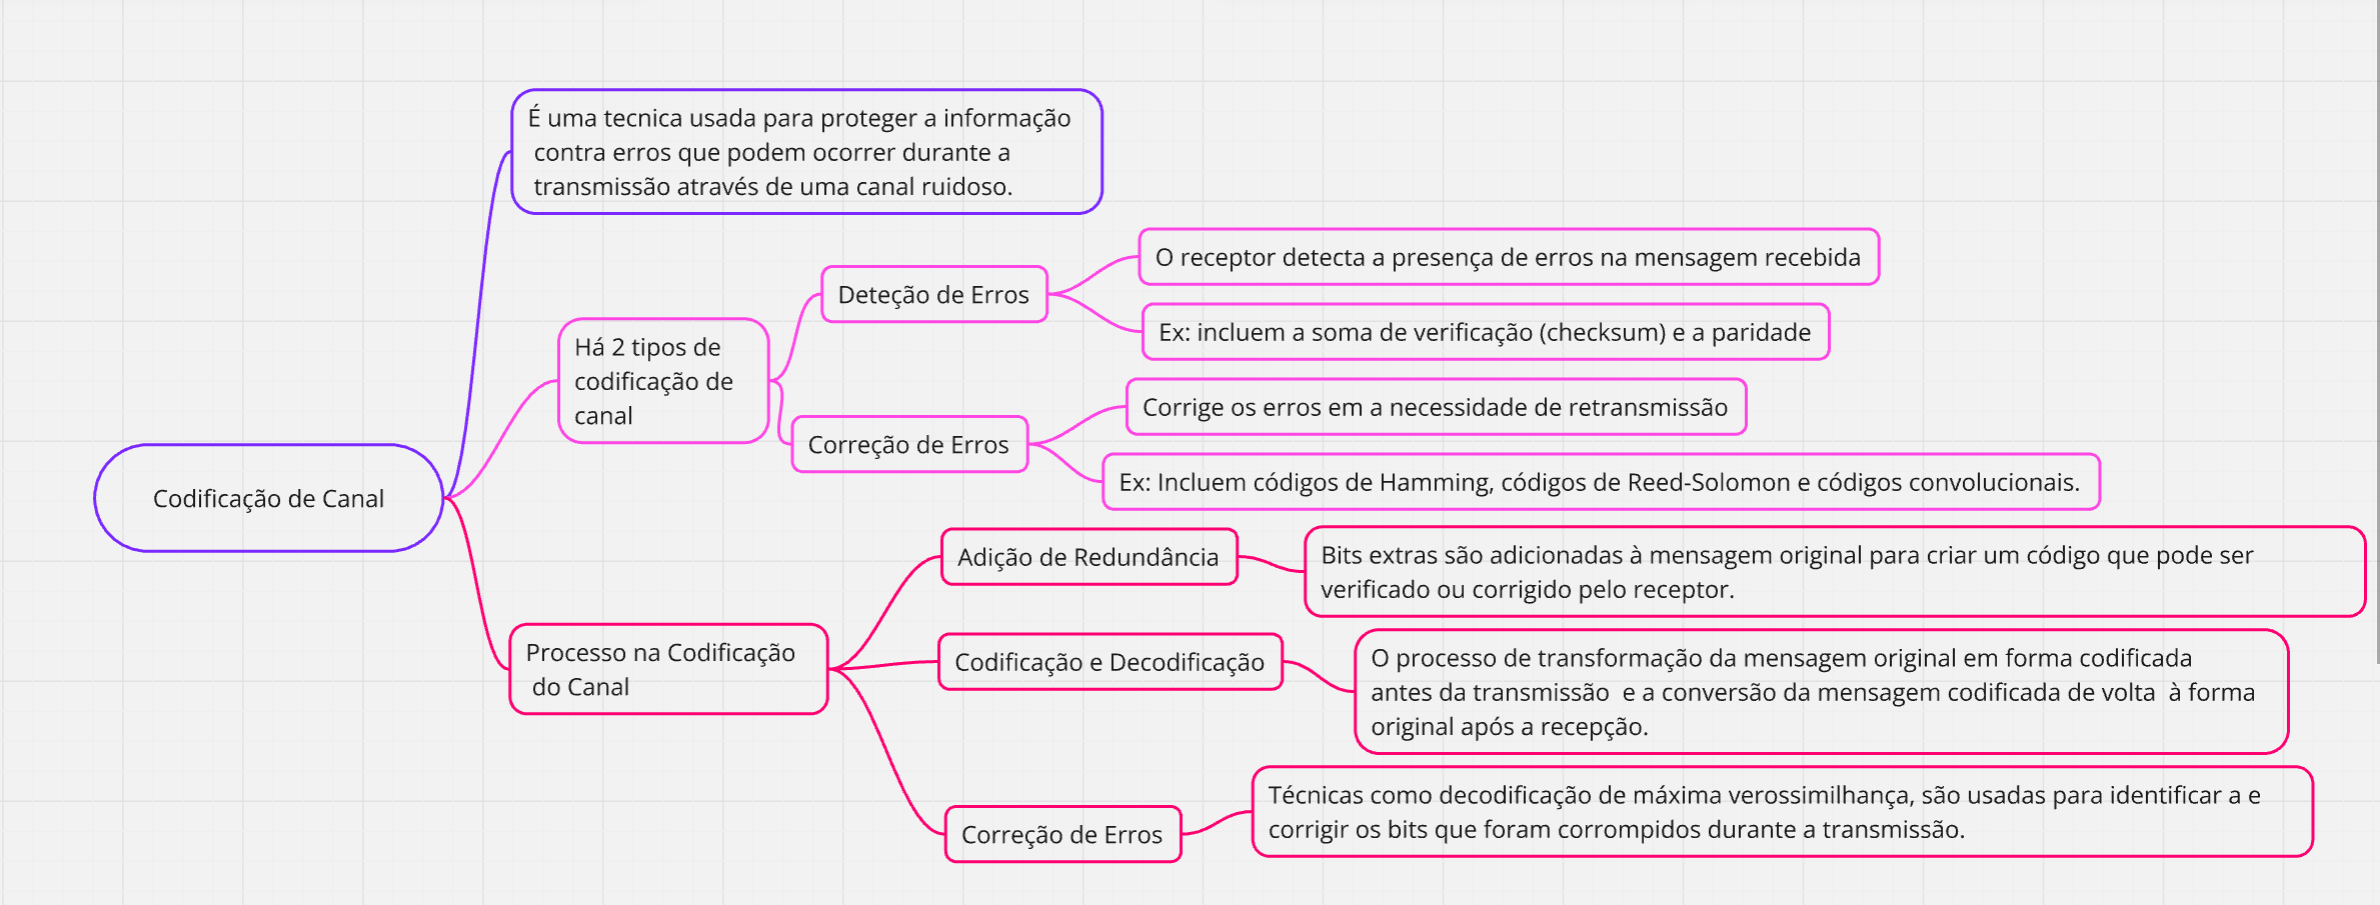 É uma tecnica usada para proteger a informação
contra erros que podem ocorrer durante a
transmissão através de uma canal ruidoso.
O receptor detecta a presença de erros na mensagem recebida
Deteção de Erros
Ex: incluem a soma de verificação (checksum) e a paridade
Há 2 tipos de
codificação de
canal
Corrige os erros em a necessidade de retransmissão
Correção de Erros
Ex: Incluem códigos de Hamming, códigos de Reed-Solomon e códigos convolucionais.
Codificação de Canal
Adição de Redundância
Bits extras são adicionadas à mensagem original para criar um código que pode ser
verificado ou corrigido pelo receptor.
Processo na Codificação
do Canal
Codificação e Decodificação
O processo de transformação da mensagem original em forma codificada
antes da transmissão  e a conversão da mensagem codificada de volta  à forma
original após a recepção.
Correção de Erros
Técnicas como decodificação de máxima verossimilhança, são usadas para identificar a e
corrigir os bits que foram corrompidos durante a transmissão.